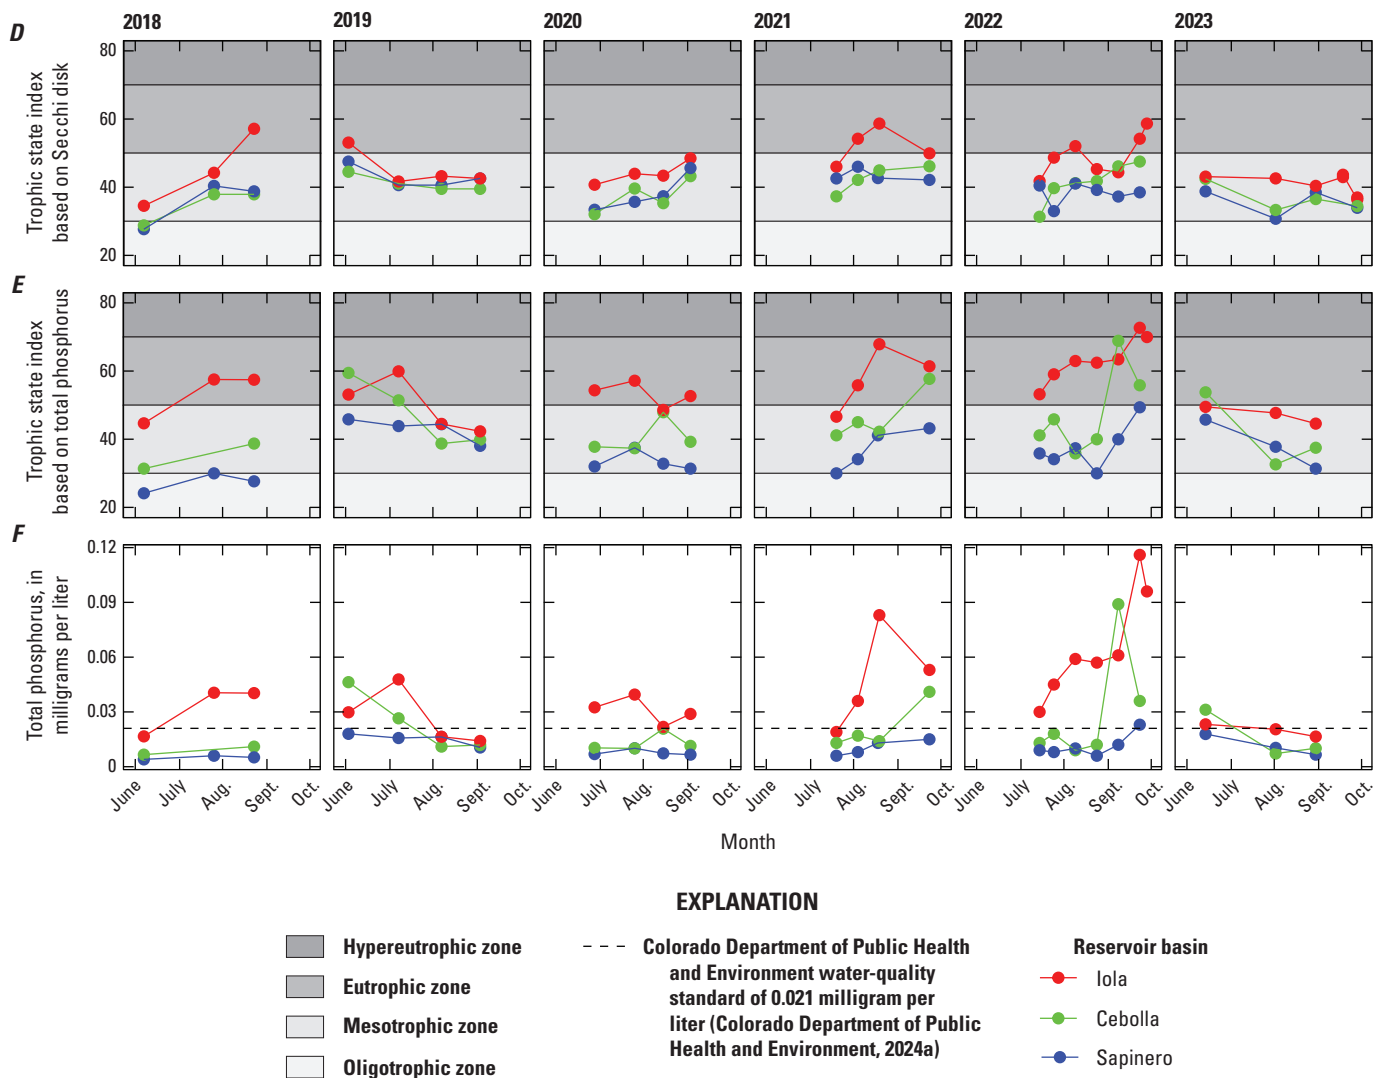 2018 2019 2020 2021 2022 2023
D
Trophic state index
based on Secchi disk
80
60
40
20
E
Trophic state index
based on total phosphorus
80
60
40
20
F
Total phosphorus, in
milligrams per liter
0.12
0.09
0.06
0.03
0
June July Aug. Sept. Oct. June July Aug. Sept. Oct. June July Aug. Sept. Oct. June July Aug. Sept. Oct. June July Aug. Sept. Oct. June July Aug. Sept. Oct.
Month
EXPLANATION
Hypereutrophic zone
Eutrophic zone
Mesotrophic zone
Oligotrophic zone
Colorado Department of Public Health
and Environment water-quality
standard of 0.021 milligram per
liter (Colorado Department of Public
Health and Environment, 2024a)
Reservoir basin
Iola
Cebolla
Sapinero